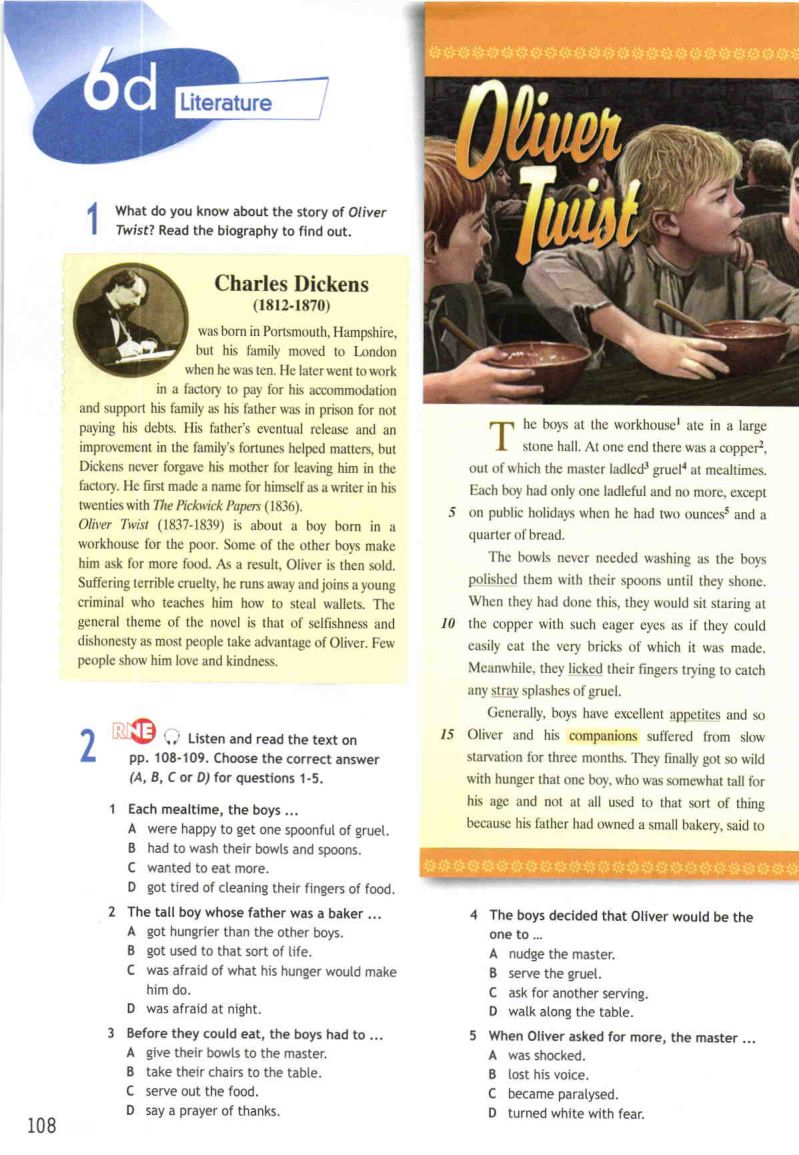 6d Literature
1 What do you know about the story of Oliver
Twist? Read the biography to find out.
Charles Dickens
(1812-1870)
was born in Portsmouth, Hampshire,
but his family moved to London
when he was ten. He later went to work
in a factory to pay for his accommodation
and support his family as his father was in prison for not
paying his debts. His father's eventual release and an
improvement in the family's fortunes helped matters, but
Dickens never forgave his mother for leaving him in the
factory. He first made a name for himself as a writer in his
twenties with The Pickwick Papers (1836).
Oliver Twist (1837-1839) is about a boy born in a
workhouse for the poor. Some of the other boys make
him ask for more food. As a result, Oliver is then sold.
Suffering terrible cruelty, he runs away and joins a young
criminal who teaches him how to steal wallets. The
general theme of the novel is that of selfishness and
dishonesty as most people take advantage of Oliver. Few
people show him love and kindness.
2 RNE Listen and read the text on
pp. 108-109. Choose the correct answer
(A, B, C or D) for questions 1-5.
1 Each mealtime, the boys ...
A were happy to get one spoonful of gruel.
B had to wash their bowls and spoons.
C wanted to eat more.
D got tired of cleaning their fingers of food.
2 The tall boy whose father was a baker ...
A got hungrier than the other boys.
B got used to that sort of life.
C was afraid of what his hunger would make
him do.
D was afraid at night.
3 Before they could eat, the boys had to ...
A give their bowls to the master.
B take their chairs to the table.
C serve out the food.
D say a prayer of thanks.
108
Oliver
Twist
The boys at the workhouse¹ ate in a large
stone hall. At one end there was a copper²,
out of which the master ladled³ gruel⁴ at mealtimes.
Each boy had only one ladleful and no more, except
5 on public holidays when he had two ounces⁵ and a
quarter of bread.
The bowls never needed washing as the boys
polished them with their spoons until they shone.
When they had done this, they would sit staring at
10 the copper with such eager eyes as if they could
easily eat the very bricks of which it was made.
Meanwhile, they licked their fingers trying to catch
any stray splashes of gruel.
Generally, boys have excellent appetites and so
15 Oliver and his companions suffered from slow
starvation for three months. They finally got so wild
with hunger that one boy, who was somewhat tall for
his age and not at all used to that sort of thing
because his father had owned a small bakery, said to
4 The boys decided that Oliver would be the
one to ...
A nudge the master.
B serve the gruel.
C ask for another serving.
D walk along the table.
5 When Oliver asked for more, the master ...
A was shocked.
B lost his voice.
C became paralysed.
D turned white with fear.